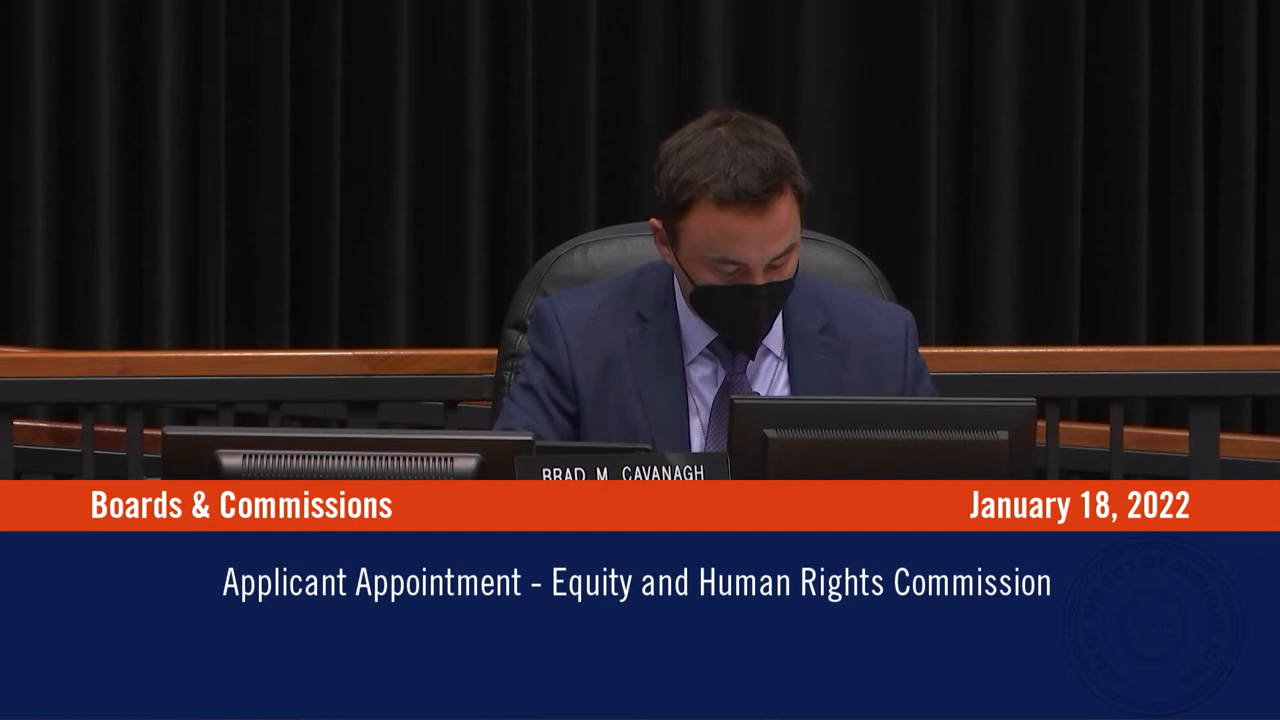 BRAD M. CAVANAGH
Boards & Commissions
January 18, 2022
Applicant Appointment - Equity and Human Rights Commission